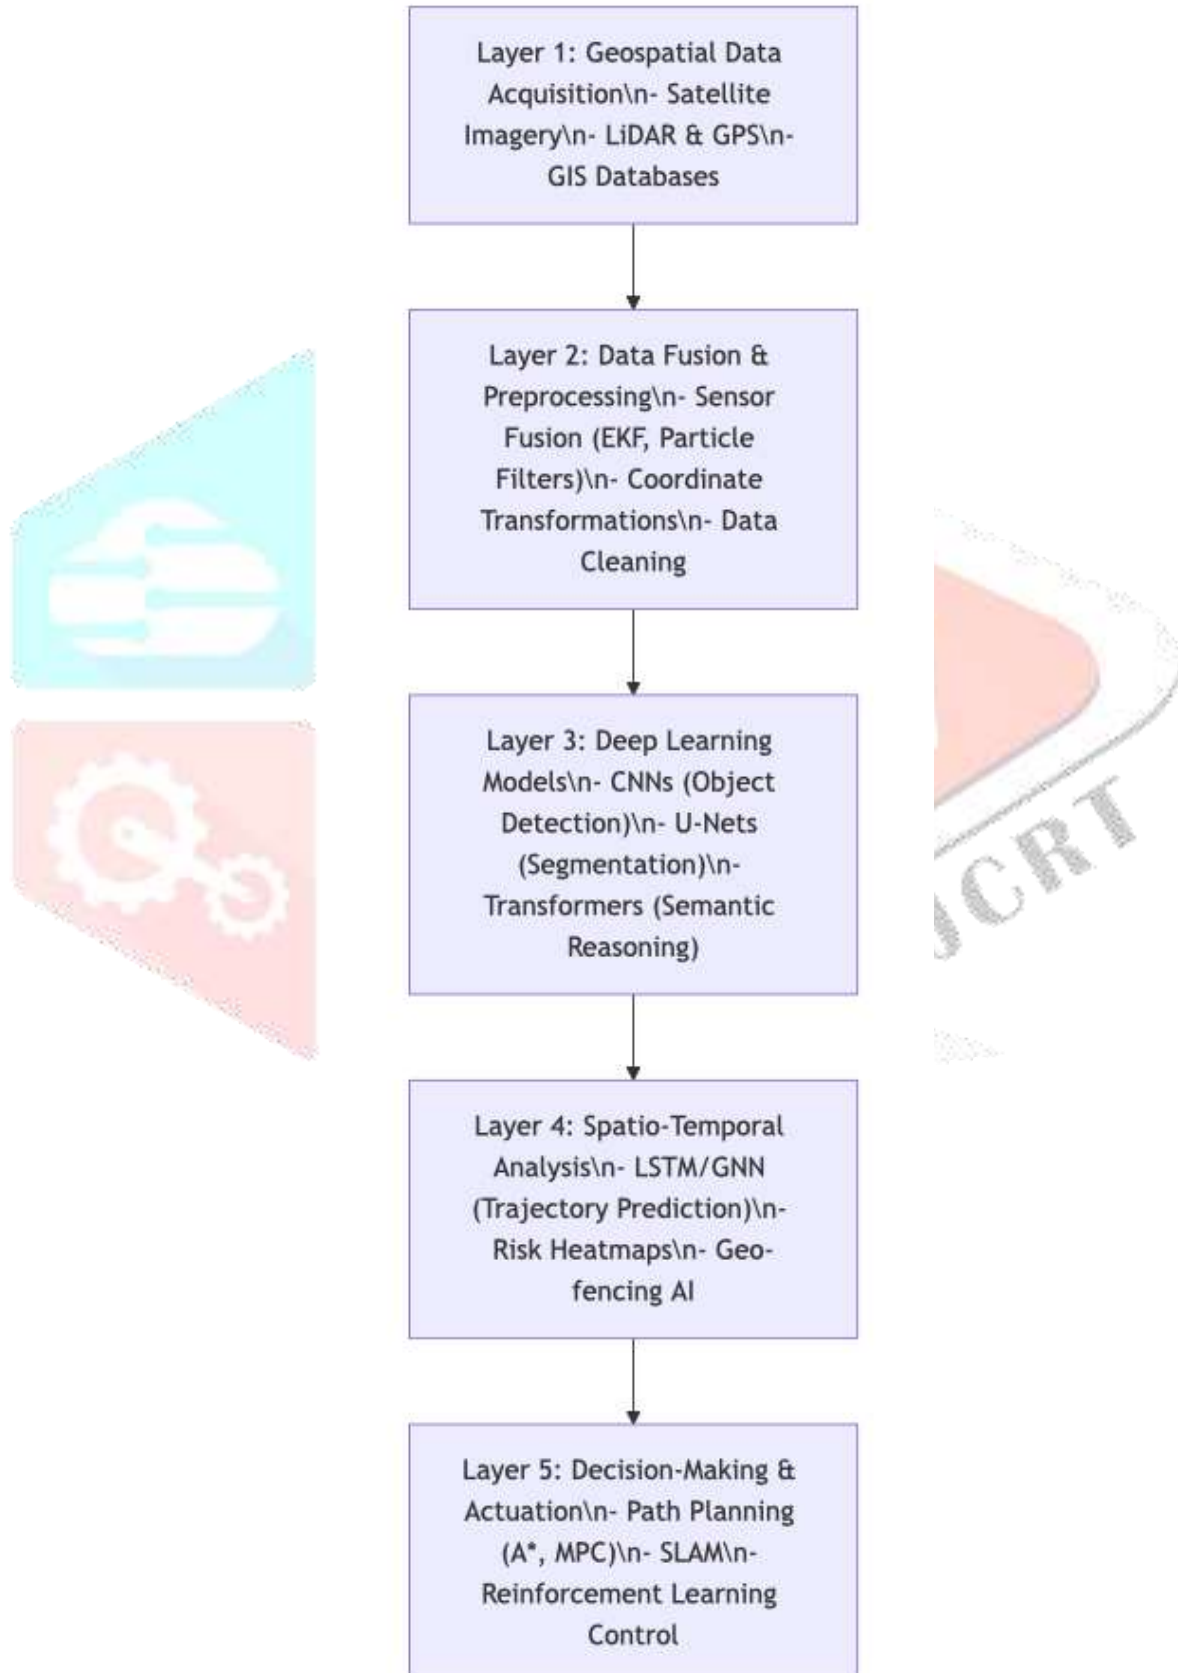 Layer 1: Geospatial Data
Acquisition\n- Satellite
Imagery\n- LiDAR & GPS\n-
GIS Databases
Layer 2: Data Fusion &
Preprocessing\n- Sensor
Fusion (EKF, Particle
Filters)\n- Coordinate
Transformations\n- Data
Cleaning
Layer 3: Deep Learning
Models\n- CNNs (Object
Detection)\n- U-Nets
(Segmentation)\n-
Transformers (Semantic
Reasoning)
Layer 4: Spatio-Temporal
Analysis\n- LSTM/GNN
(Trajectory Prediction)\n-
Risk Heatmaps\n- Geo-
fencing AI
Layer 5: Decision-Making &
Actuation\n- Path Planning
(A*, MPC)\n- SLAM\n-
Reinforcement Learning
Control